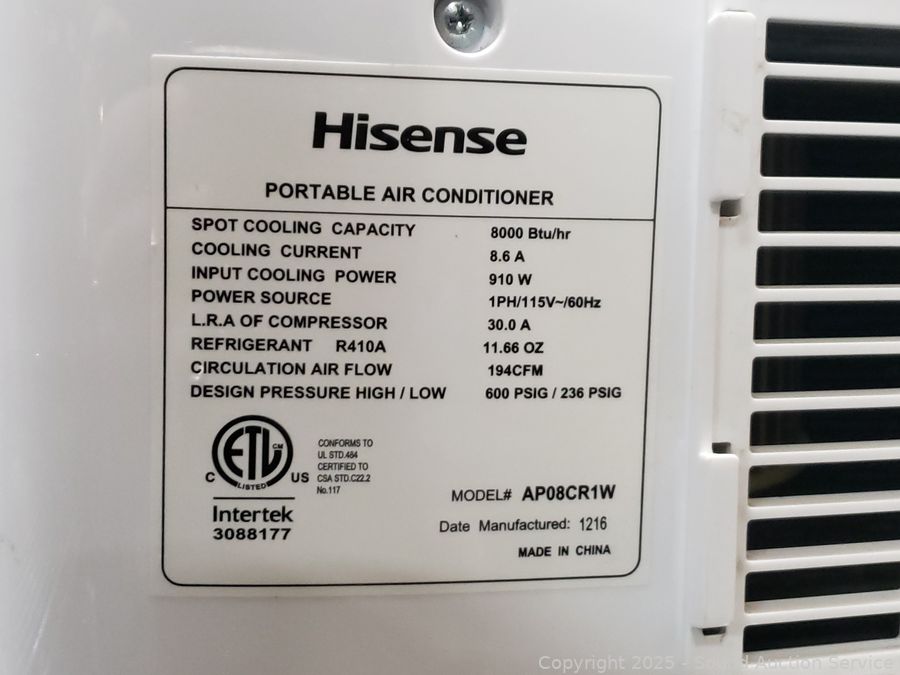 Hisense
PORTABLE AIR CONDITIONER
SPOT COOLING CAPACITY 8000 Btu/hr
COOLING CURRENT 8.6 A
INPUT COOLING POWER 910 W
POWER SOURCE 1PH/115V~/60Hz
L.R.A OF COMPRESSOR 30.0 A
REFRIGERANT R410A 11.66 OZ
CIRCULATION AIR FLOW 194CFM
DESIGN PRESSURE HIGH / LOW 600 PSIG / 236 PSIG
ETL CM
C LISTED US
CONFORMS TO
UL STD.484
CERTIFIED TO
CSA STD.C22.2
No.117
Intertek
3088177
MODEL# AP08CR1W
Date Manufactured: 1216
MADE IN CHINA
Copyright 2025 - Sound Auction Service